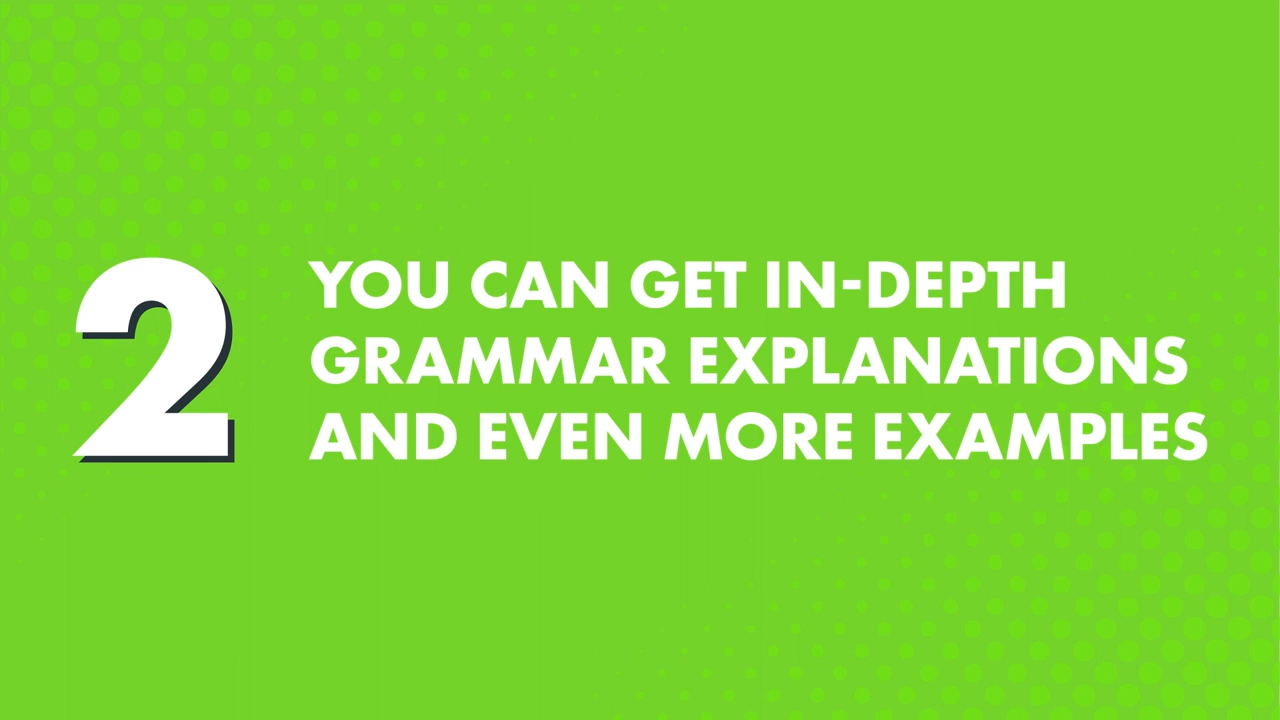 2
YOU CAN GET IN-DEPTH
GRAMMAR EXPLANATIONS
AND EVEN MORE EXAMPLES